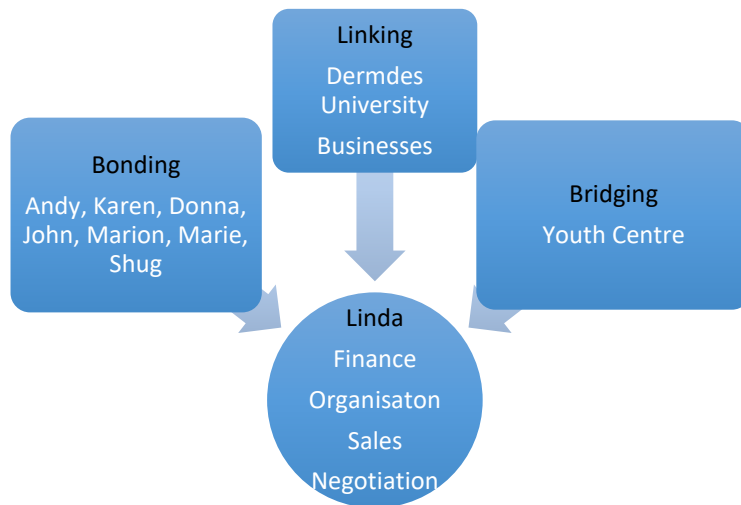 Linking
Dermdes
University
Businesses
Bonding
Andy, Karen, Donna,
John, Marion, Marie,
Shug
Bridging
Youth Centre
Linda
Finance
Organisaton
Sales
Negotiation